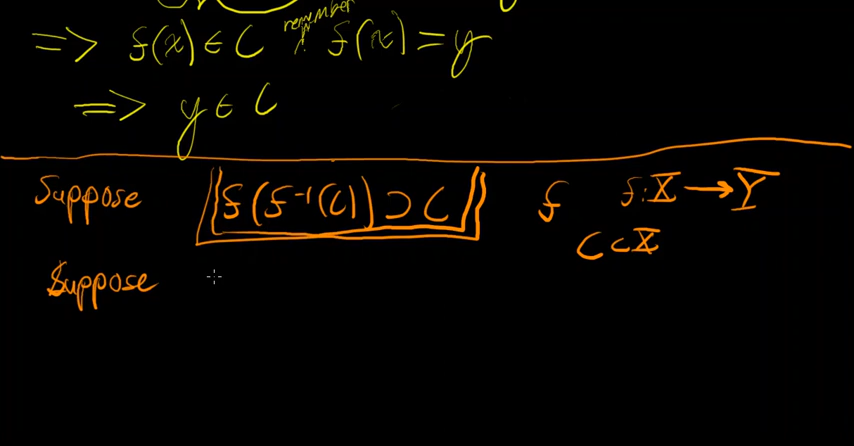 => f(x) ∈ C remember f(x) = y
=> y ∈ C
Suppose f(f⁻¹(C)) ⊃ C f f: X → Y
C ⊂ X
Suppose